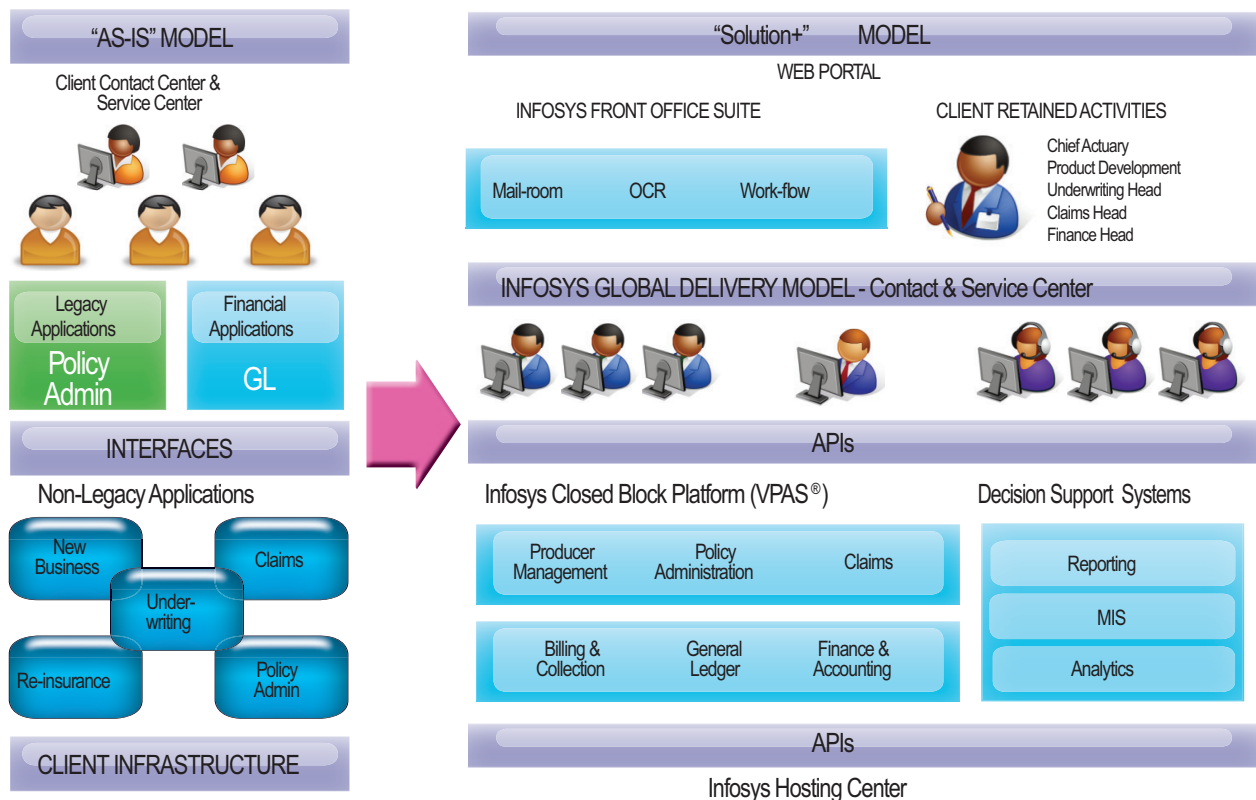 “AS-IS” MODEL
Client Contact Center &
Service Center
Legacy
Applications
Policy
Admin
Financial
Applications
GL
INTERFACES
Non-Legacy Applications
New
Business
Claims
Under-
writing
Re-insurance
Policy
Admin
CLIENT INFRASTRUCTURE
“Solution+” MODEL
WEB PORTAL
INFOSYS FRONT OFFICE SUITE
Mail-room OCR Work-flow
CLIENT RETAINED ACTIVITIES
Chief Actuary
Product Development
Underwriting Head
Claims Head
Finance Head
INFOSYS GLOBAL DELIVERY MODEL - Contact & Service Center
APIs
Infosys Closed Block Platform (VPAS®)
Producer
Management
Policy
Administration
Claims
Billing &
Collection
General
Ledger
Finance &
Accounting
Decision Support Systems
Reporting
MIS
Analytics
APIs
Infosys Hosting Center